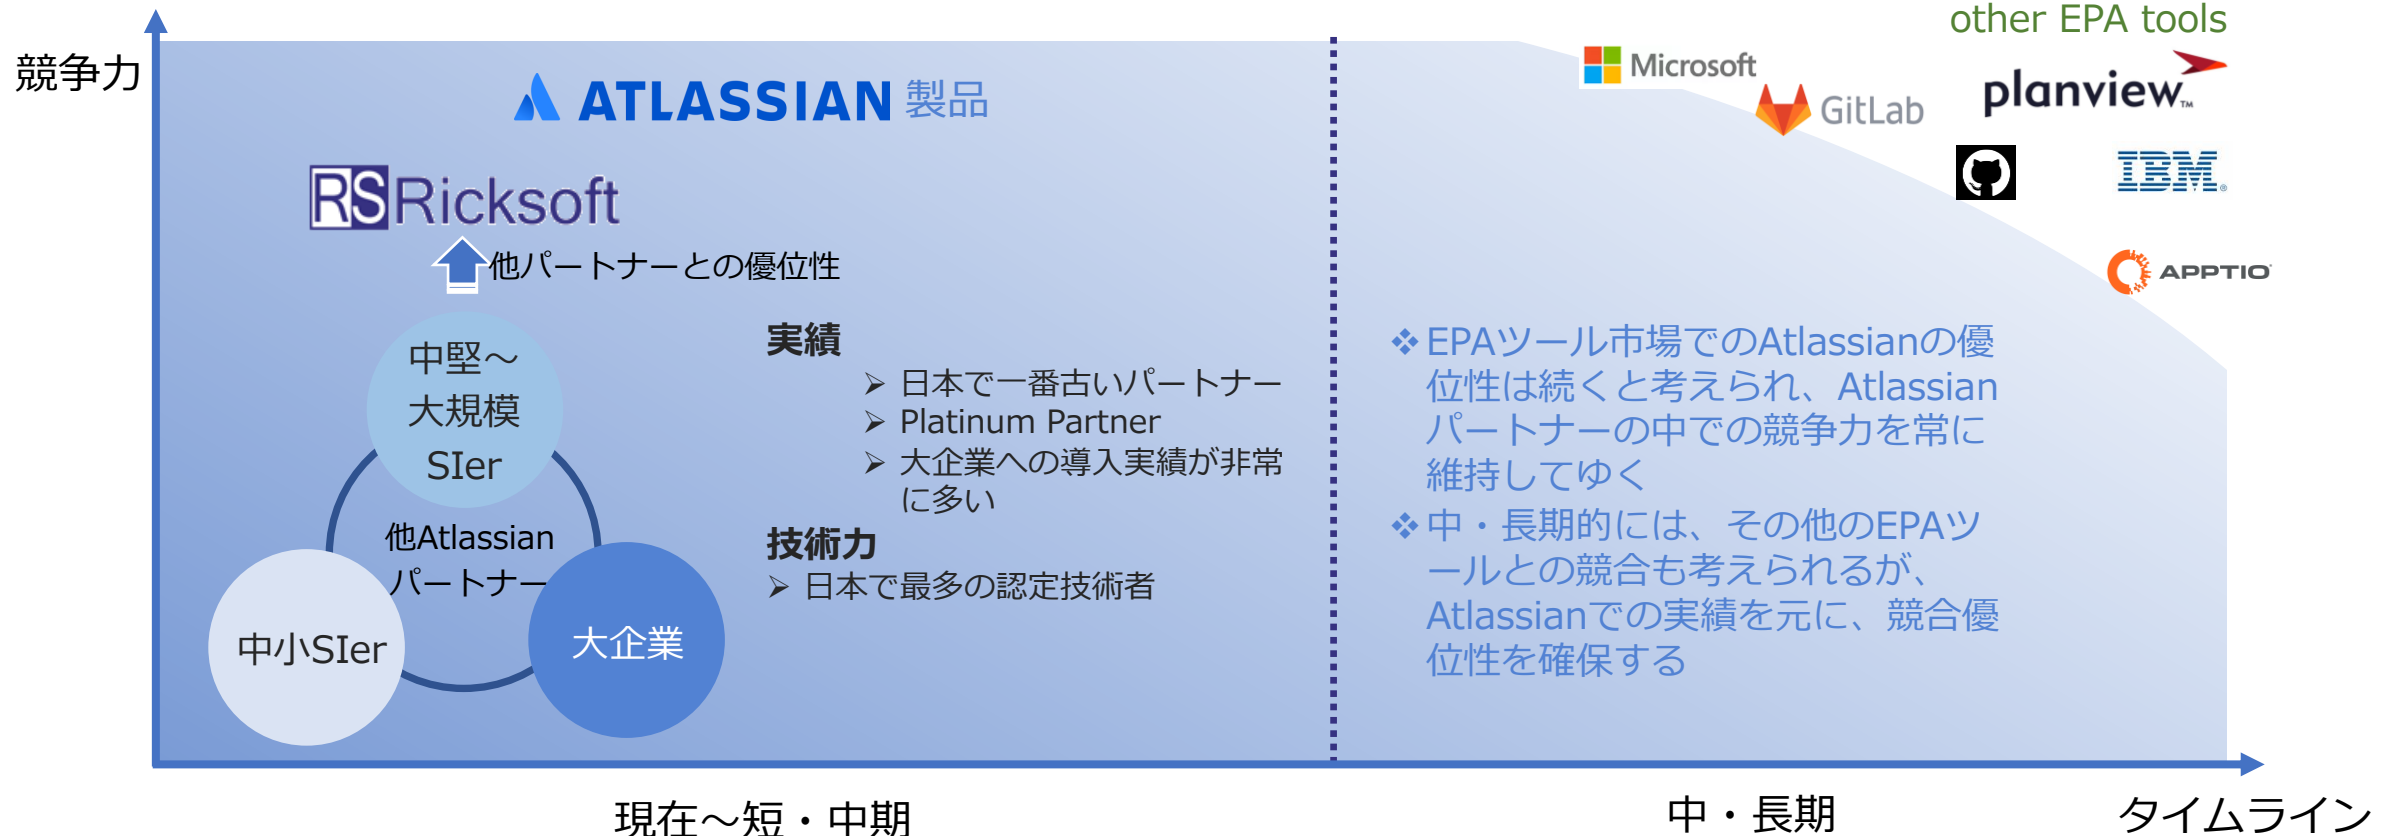 other EPA tools
競争力
ATLASSIAN 製品
Microsoft
GitLab
planview™
IBM®
APPTIO
RS Ricksoft
他パートナーとの優位性
中堅～
大規模
SIer
他Atlassian
パートナー
中小SIer
大企業
実績
➢ 日本で一番古いパートナー
➢ Platinum Partner
➢ 大企業への導入実績が非常
に多い
技術力
➢ 日本で最多の認定技術者
❖ EPAツール市場でのAtlassianの優
位性は続くと考えられ、Atlassian
パートナーの中での競争力を常に
維持してゆく
❖ 中・長期的には、その他のEPAツ
ールとの競合も考えられるが、
Atlassianでの実績を元に、競合優
位性を確保する
現在～短・中期
中・長期
タイムライン